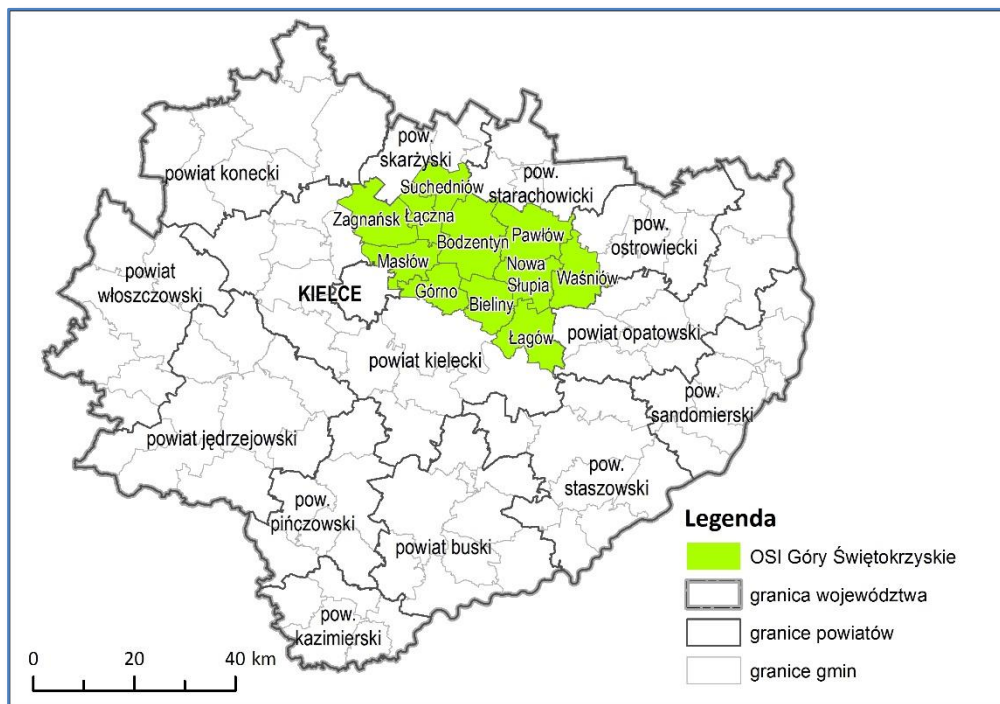 pow.
skarżyski
powiat konecki
Suchedniów
pow.
starachowicki
Zagnańsk
Łączna
Bodzentyn
Pawłów
pow.
ostrowiecki
Masłów
Nowa
Słupia
Waśniów
powiat
włoszczowski
KIELCE
Górno
Bieliny
Łagów
powiat opatowski
powiat kielecki
pow.
sandomierski
powiat jędrzejowski
pow.
staszowski
pow.
pińczowski
powiat buski
pow.
kazimierski
Legenda
OSI Góry Świętokrzyskie
granica województwa
granice powiatów
granice gmin
0 20 40 km